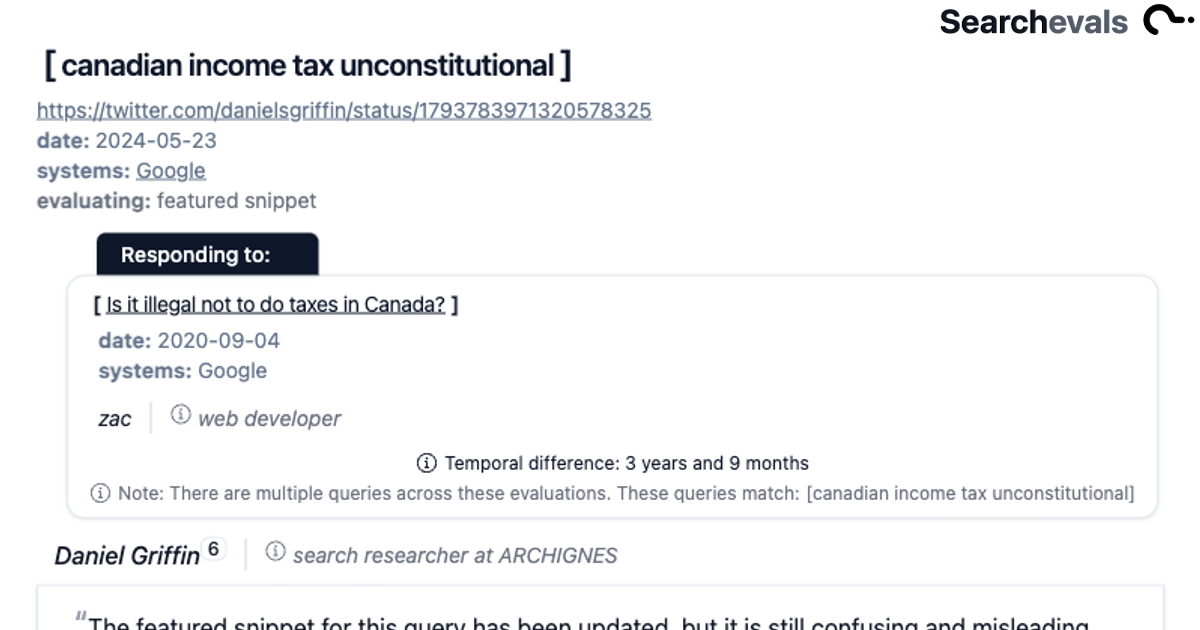 Searchevals
[ canadian income tax unconstitutional ]
https://twitter.com/danielsgriffin/status/1793783971320578325
date: 2024-05-23
systems: Google
evaluating: featured snippet
Responding to:
[ Is it illegal not to do taxes in Canada? ]
date: 2020-09-04
systems: Google
zac | ⓘ web developer
ⓘ Temporal difference: 3 years and 9 months
ⓘ Note: There are multiple queries across these evaluations. These queries match: [canadian income tax unconstitutional]
Daniel Griffin 6 | ⓘ search researcher at ARCHIGNES
"The featured snippet for this query has been updated, but it is still confusing and misleading